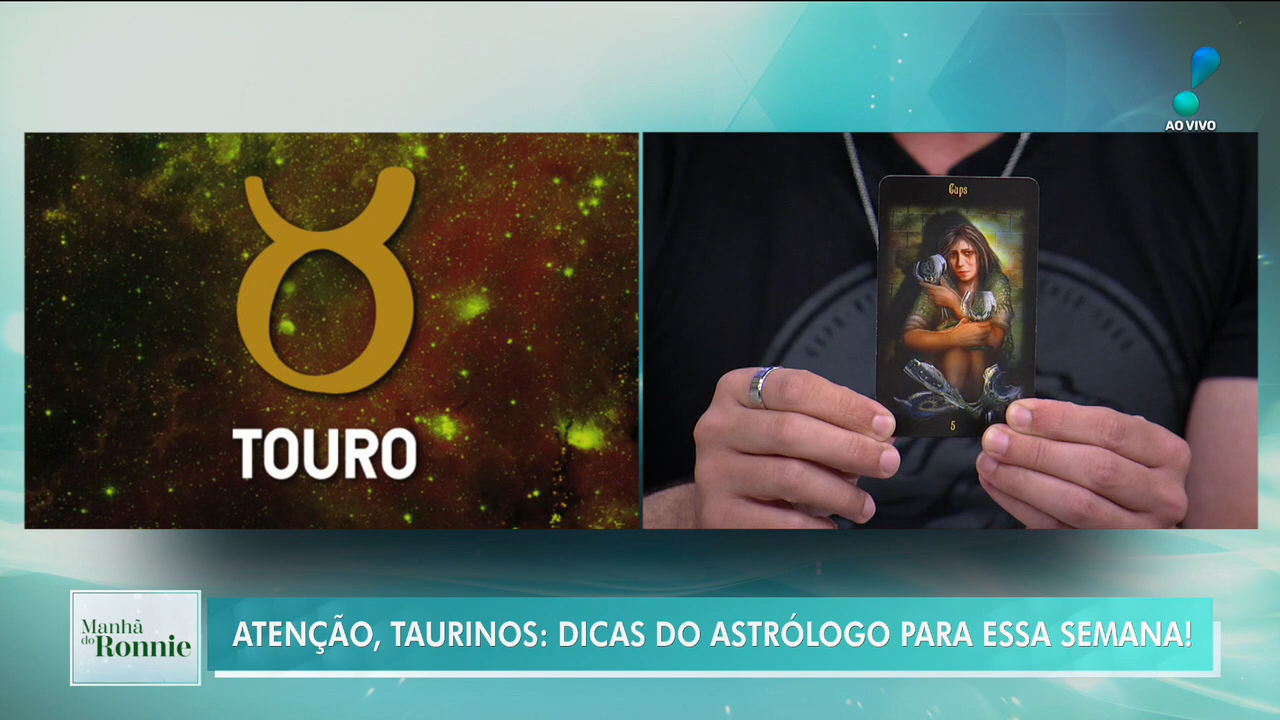 AO VIVO
TOURO
Cups
5
Manhã
do Ronnie
ATENÇÃO, TAURINOS: DICAS DO ASTRÓLOGO PARA ESSA SEMANA!